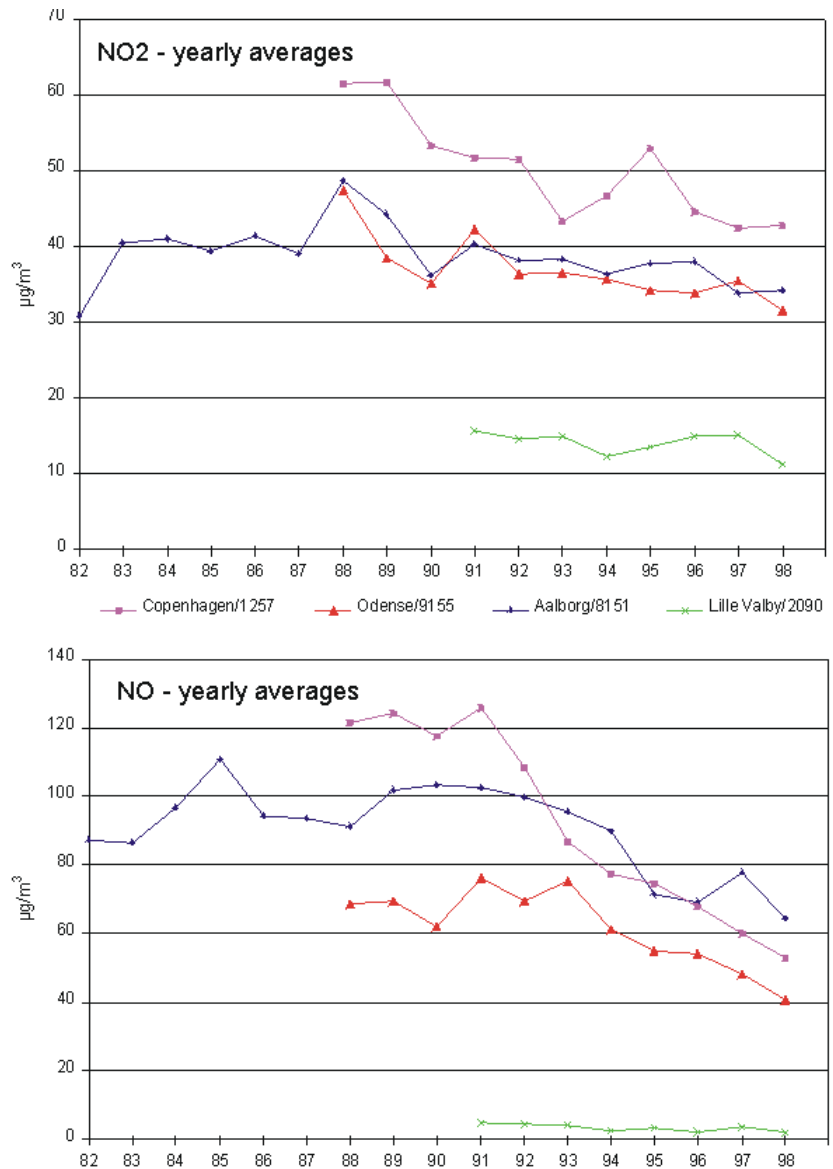 70
NO2 - yearly averages
60
50
40
µg/m³
30
20
10
0
82 83 84 85 86 87 88 89 90 91 92 93 94 95 96 97 98
Copenhagen/1257 Odense/9155 Aalborg/8151 Lille Valby/2090
140
NO - yearly averages
120
100
80
µg/m³
60
40
20
0
82 83 84 85 86 87 88 89 90 91 92 93 94 95 96 97 98